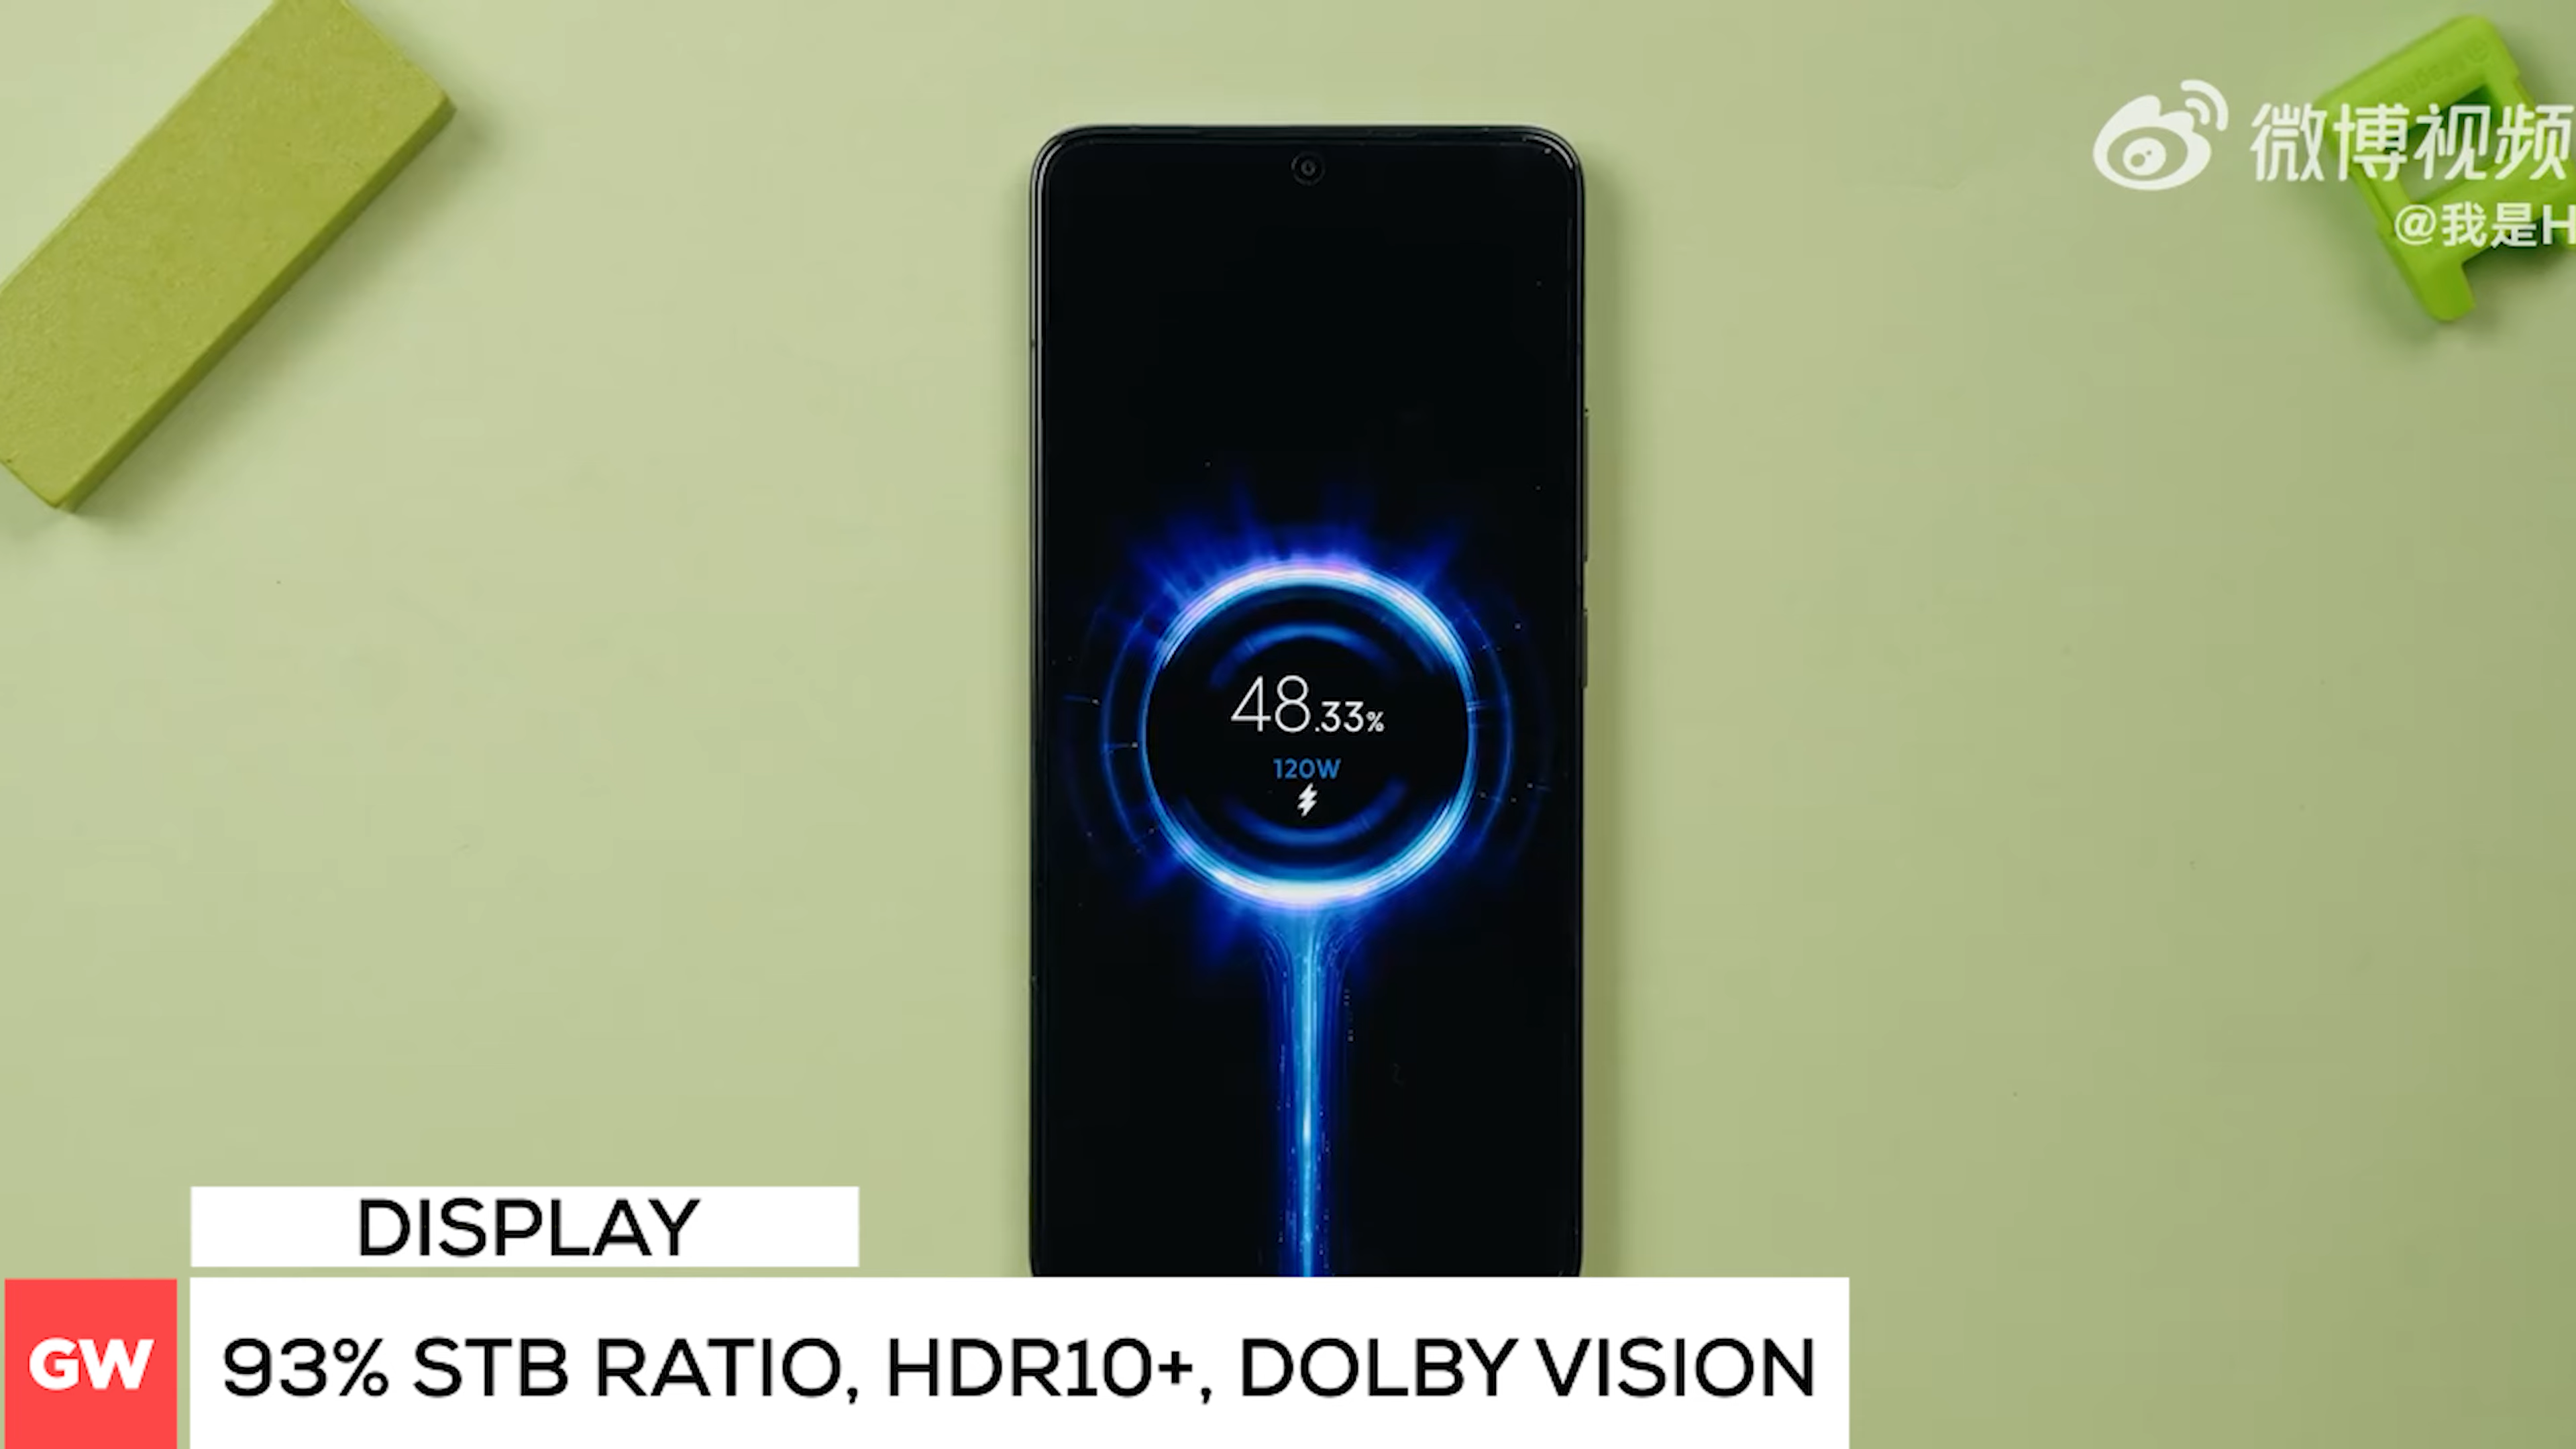 微博视频
@我是H
48.33%
120W
DISPLAY
GW
93% STB RATIO, HDR10+, DOLBY VISION